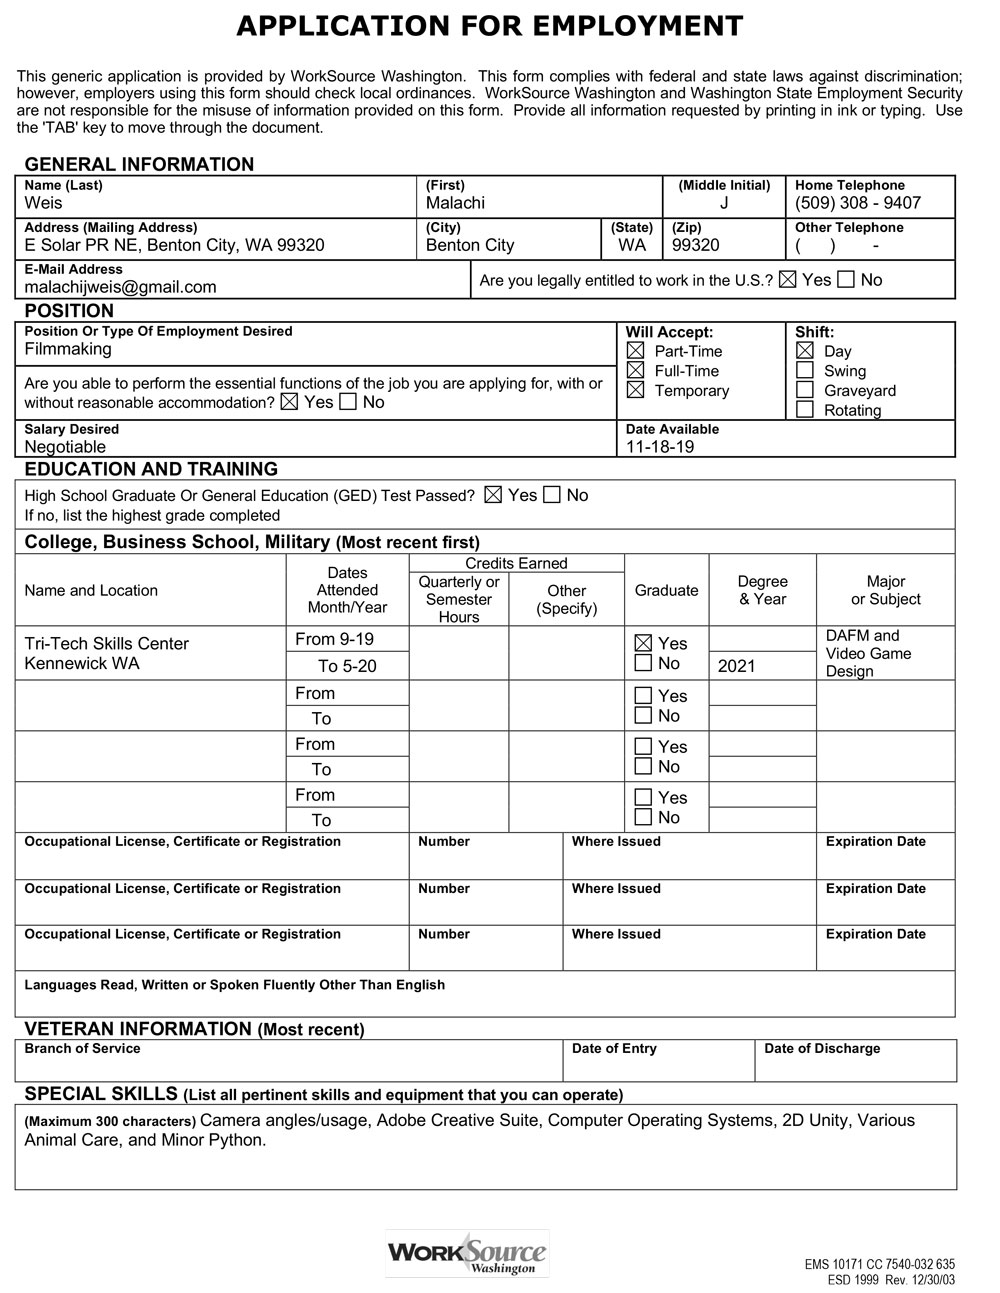 APPLICATION FOR EMPLOYMENT
This generic application is provided by WorkSource Washington. This form complies with federal and state laws against discrimination;
however, employers using this form should check local ordinances. WorkSource Washington and Washington State Employment Security
are not responsible for the misuse of information provided on this form. Provide all information requested by printing in ink or typing. Use
the 'TAB' key to move through the document.
GENERAL INFORMATION
Name (Last) (First) (Middle Initial) Home Telephone
Weis Malachi J (509) 308 - 9407
Address (Mailing Address) (City) (State) (Zip) Other Telephone
E Solar PR NE, Benton City, WA 99320 Benton City WA 99320 ( ) -
E-Mail Address
malachijweis@gmail.com Are you legally entitled to work in the U.S.? ☒ Yes ☐ No
POSITION
Position Or Type Of Employment Desired Will Accept: Shift:
Filmmaking ☒ Part-Time ☒ Day
☒ Full-Time ☐ Swing
Are you able to perform the essential functions of the job you are applying for, with or ☒ Temporary ☐ Graveyard
without reasonable accommodation? ☒ Yes ☐ No ☐ Rotating
Salary Desired Date Available
Negotiable 11-18-19
EDUCATION AND TRAINING
High School Graduate Or General Education (GED) Test Passed? ☒ Yes ☐ No
If no, list the highest grade completed
College, Business School, Military (Most recent first)
Name and Location Dates Attended Month/Year Credits Earned Quarterly or Semester Hours Other (Specify) Graduate Degree & Year Major or Subject
Tri-Tech Skills Center From 9-19 ☒ Yes DAFM and
Kennewick WA To 5-20 ☐ No 2021 Video Game
Design
From ☐ Yes
To ☐ No
From ☐ Yes
To ☐ No
From ☐ Yes
To ☐ No
Occupational License, Certificate or Registration Number Where Issued Expiration Date
Occupational License, Certificate or Registration Number Where Issued Expiration Date
Occupational License, Certificate or Registration Number Where Issued Expiration Date
Languages Read, Written or Spoken Fluently Other Than English
VETERAN INFORMATION (Most recent)
Branch of Service Date of Entry Date of Discharge
SPECIAL SKILLS (List all pertinent skills and equipment that you can operate)
(Maximum 300 characters) Camera angles/usage, Adobe Creative Suite, Computer Operating Systems, 2D Unity, Various
Animal Care, and Minor Python.
WorkSource
Washington
EMS 10171 CC 7540-032 635
ESD 1999 Rev. 12/30/03